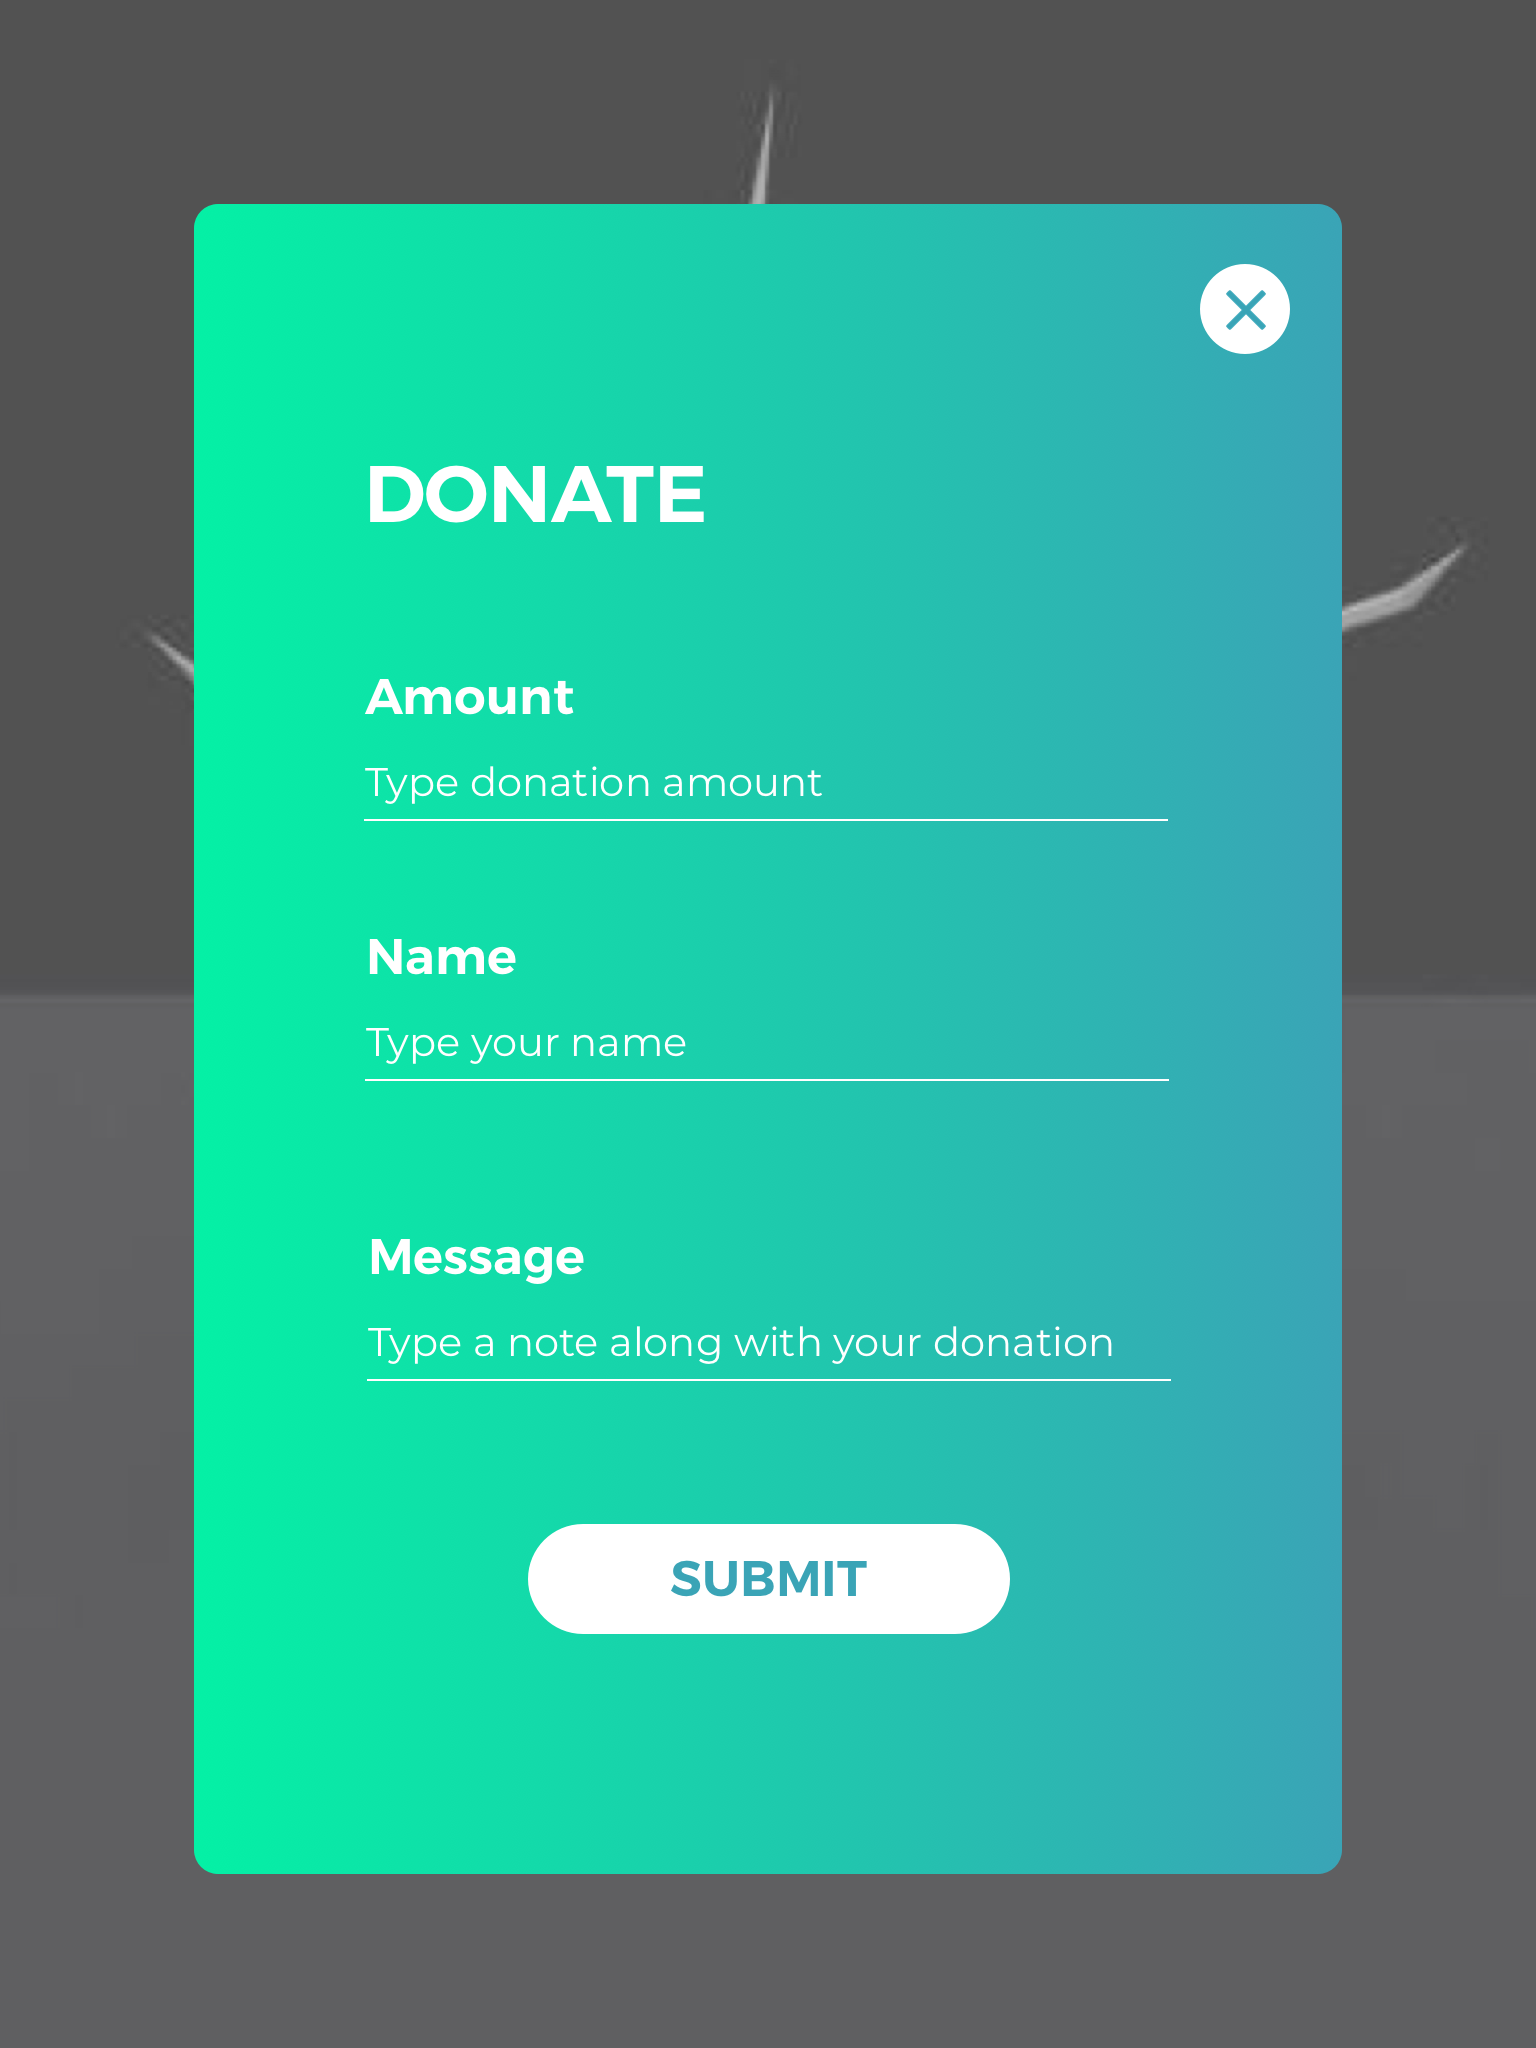 DONATE
Amount
Type donation amount
Name
Type your name
Message
Type a note along with your donation
SUBMIT